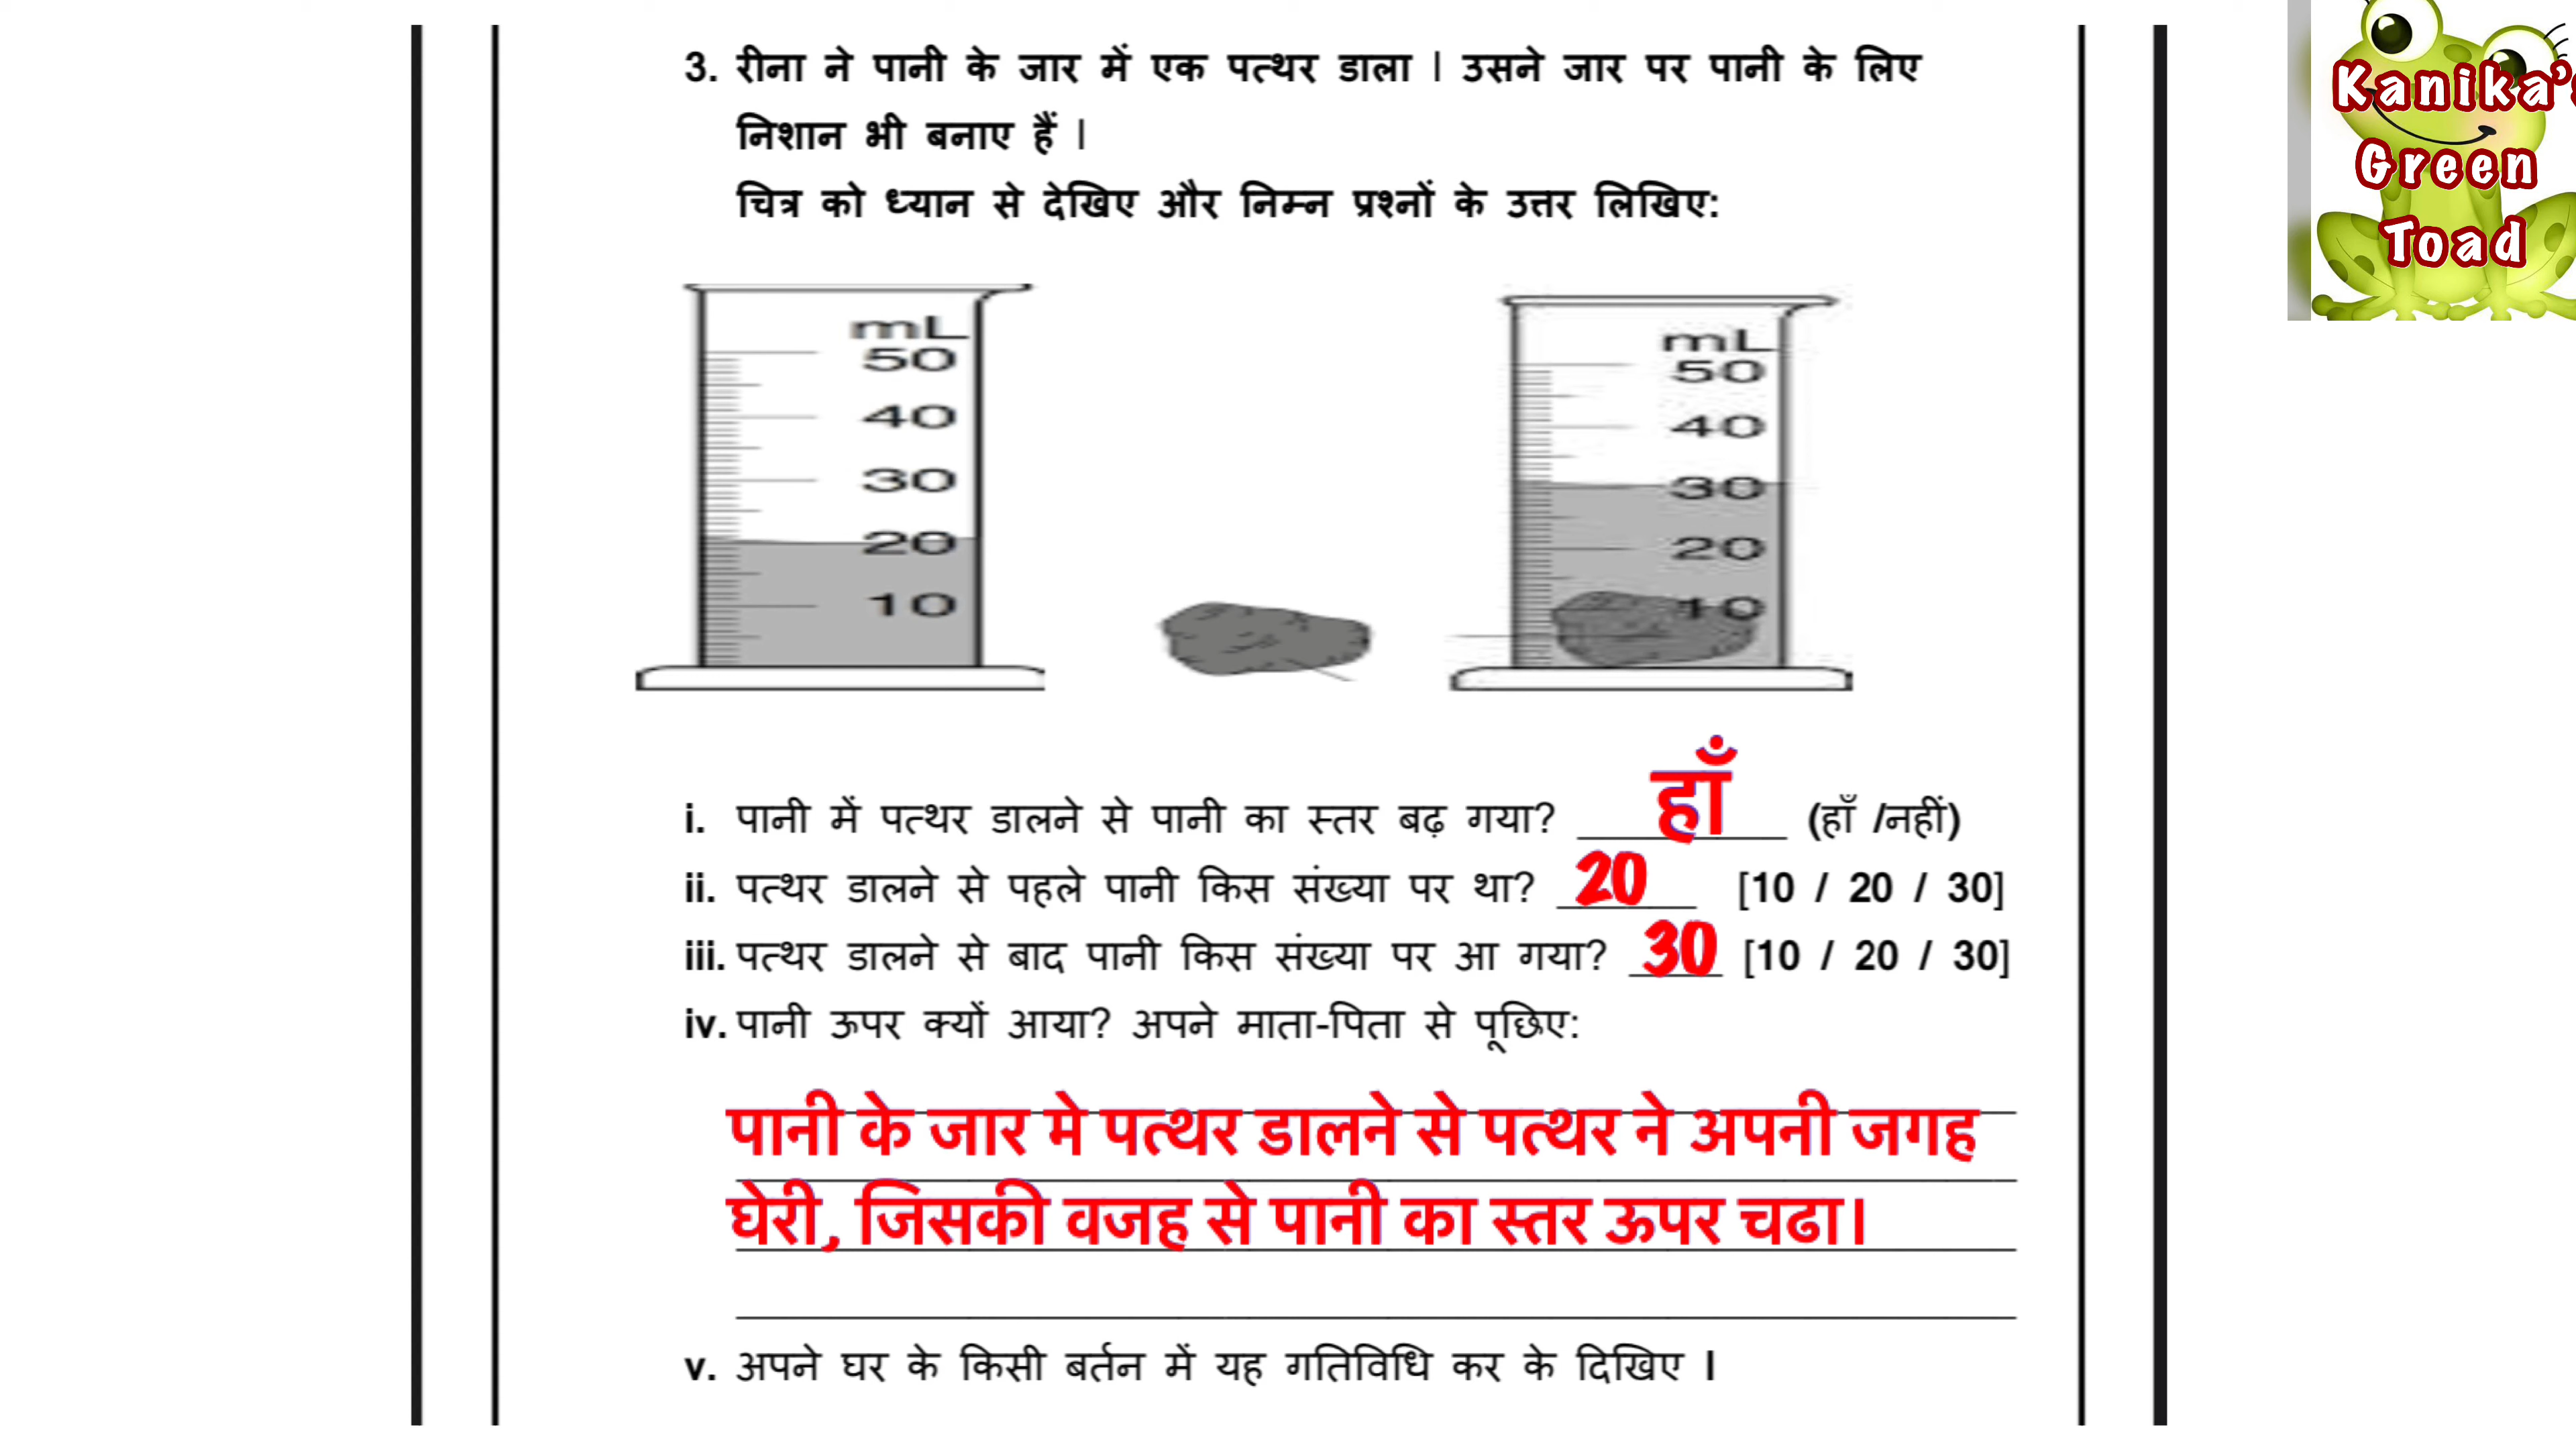 3. रीना ने पानी के जार में एक पत्थर डाला । उसने जार पर पानी के लिए
निशान भी बनाए हैं ।
चित्र को ध्यान से देखिए और निम्न प्रश्नों के उत्तर लिखिए:
Kanika's
Green
Toad
mL
50
40
30
20
10
mL
50
40
30
20
10
i. पानी में पत्थर डालने से पानी का स्तर बढ़ गया? हाँ (हाँ /नहीं)
ii. पत्थर डालने से पहले पानी किस संख्या पर था? 20 [10 / 20 / 30]
iii. पत्थर डालने से बाद पानी किस संख्या पर आ गया? 30 [10 / 20 / 30]
iv. पानी ऊपर क्यों आया? अपने माता-पिता से पूछिए:
पानी के जार मे पत्थर डालने से पत्थर ने अपनी जगह
घेरी, जिसकी वजह से पानी का स्तर ऊपर चढा।
v. अपने घर के किसी बर्तन में यह गतिविधि कर के दिखिए ।